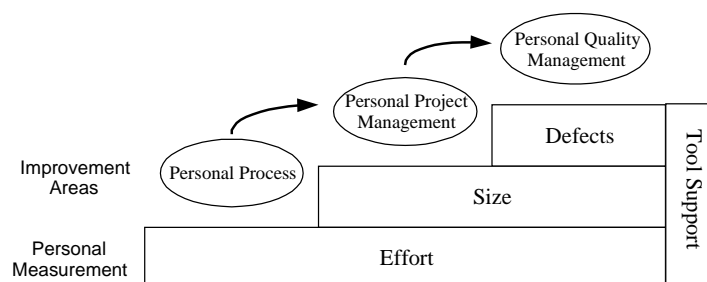 Personal Quality
Management
Personal Project
Management
Defects
Improvement
Areas
Personal Process
Size
Tool Support
Personal
Measurement
Effort